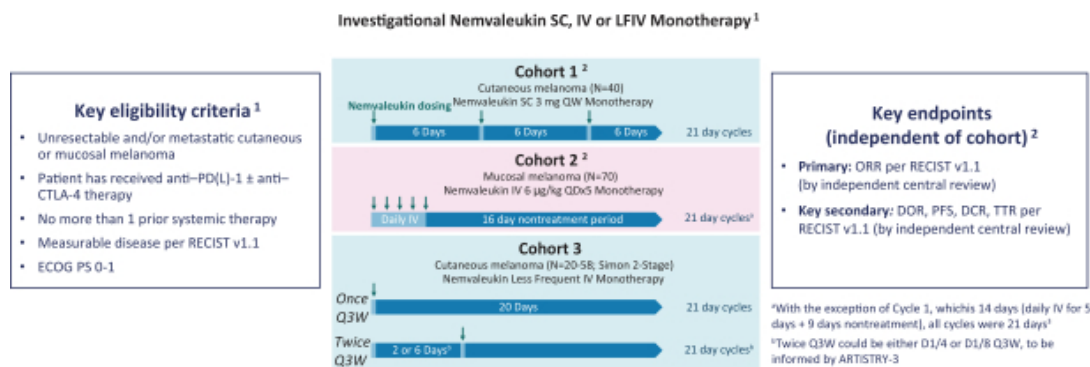 Investigational Nemvaleukin SC, IV or LFIV Monotherapy 1
Key eligibility criteria 1
• Unresectable and/or metastatic cutaneous
or mucosal melanoma
• Patient has received anti–PD(L)-1 ± anti–
CTLA-4 therapy
• No more than 1 prior systemic therapy
• Measurable disease per RECIST v1.1
• ECOG PS 0-1
Cohort 1 2
Cutaneous melanoma (N=40)
Nemvaleukin dosing
Nemvaleukin SC 3 mg QW Monotherapy
6 Days 6 Days 6 Days 21 day cycles
Cohort 2 2
Mucosal melanoma (N=70)
Nemvaleukin IV 6 µg/kg QDx5 Monotherapy
Daily IV 16 day nontreatment period 21 day cyclesa
Cohort 3
Cutaneous melanoma (N=20-58; Simon 2-Stage)
Nemvaleukin Less Frequent IV Monotherapy
Once
Q3W
20 Days 21 day cycles
Twice
Q3W
2 or 6 Daysb 21 day cyclesb
Key endpoints
(independent of cohort) 2
• Primary: ORR per RECIST v1.1
(by independent central review)
• Key secondary: DOR, PFS, DCR, TTR per
RECIST v1.1 (by independent central review)
aWith the exception of Cycle 1, whichis 14 days (daily IV for 5
days + 9 days nontreatment), all cycles were 21 days
bTwice Q3W could be either D1/4 or D1/8 Q3W, to be
informed by ARTISTRY-3